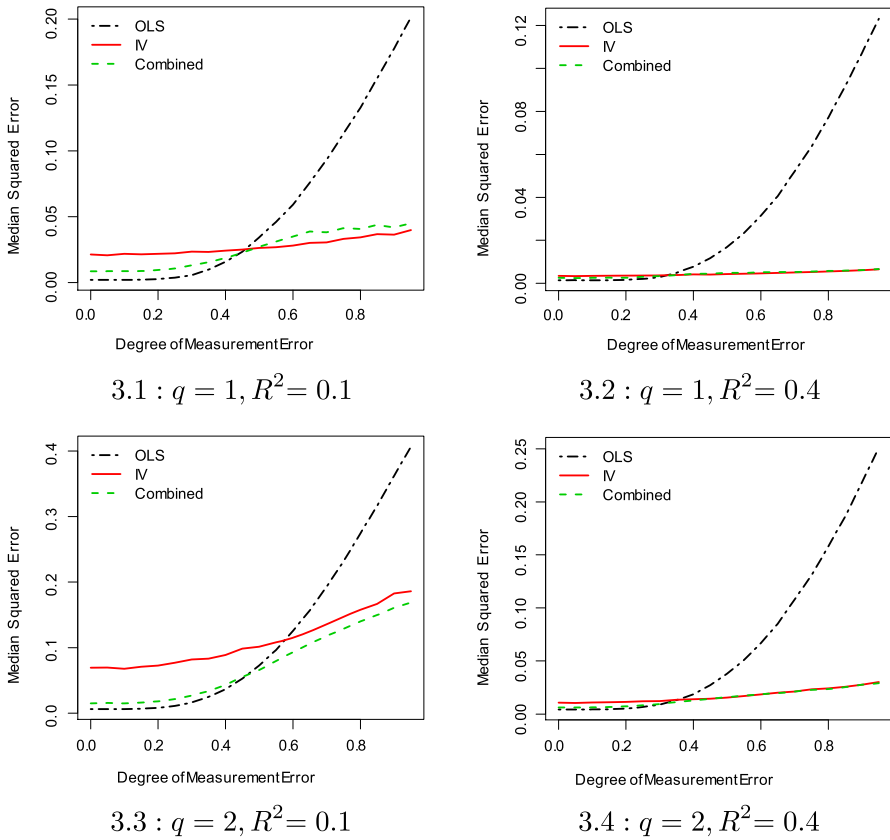 OLS
IV
Combined
Median Squared Error
0.00 0.05 0.10 0.15 0.20
0.0 0.2 0.4 0.6 0.8
Degree of Measurement Error
3.1 : q = 1, R² = 0.1
OLS
IV
Combined
Median Squared Error
0.00 0.04 0.08 0.12
0.0 0.2 0.4 0.6 0.8
Degree of Measurement Error
3.2 : q = 1, R² = 0.4
OLS
IV
Combined
Median Squared Error
0.0 0.1 0.2 0.3 0.4
0.0 0.2 0.4 0.6 0.8
Degree of Measurement Error
3.3 : q = 2, R² = 0.1
OLS
IV
Combined
Median Squared Error
0.00 0.05 0.10 0.15 0.20 0.25
0.0 0.2 0.4 0.6 0.8
Degree of Measurement Error
3.4 : q = 2, R² = 0.4